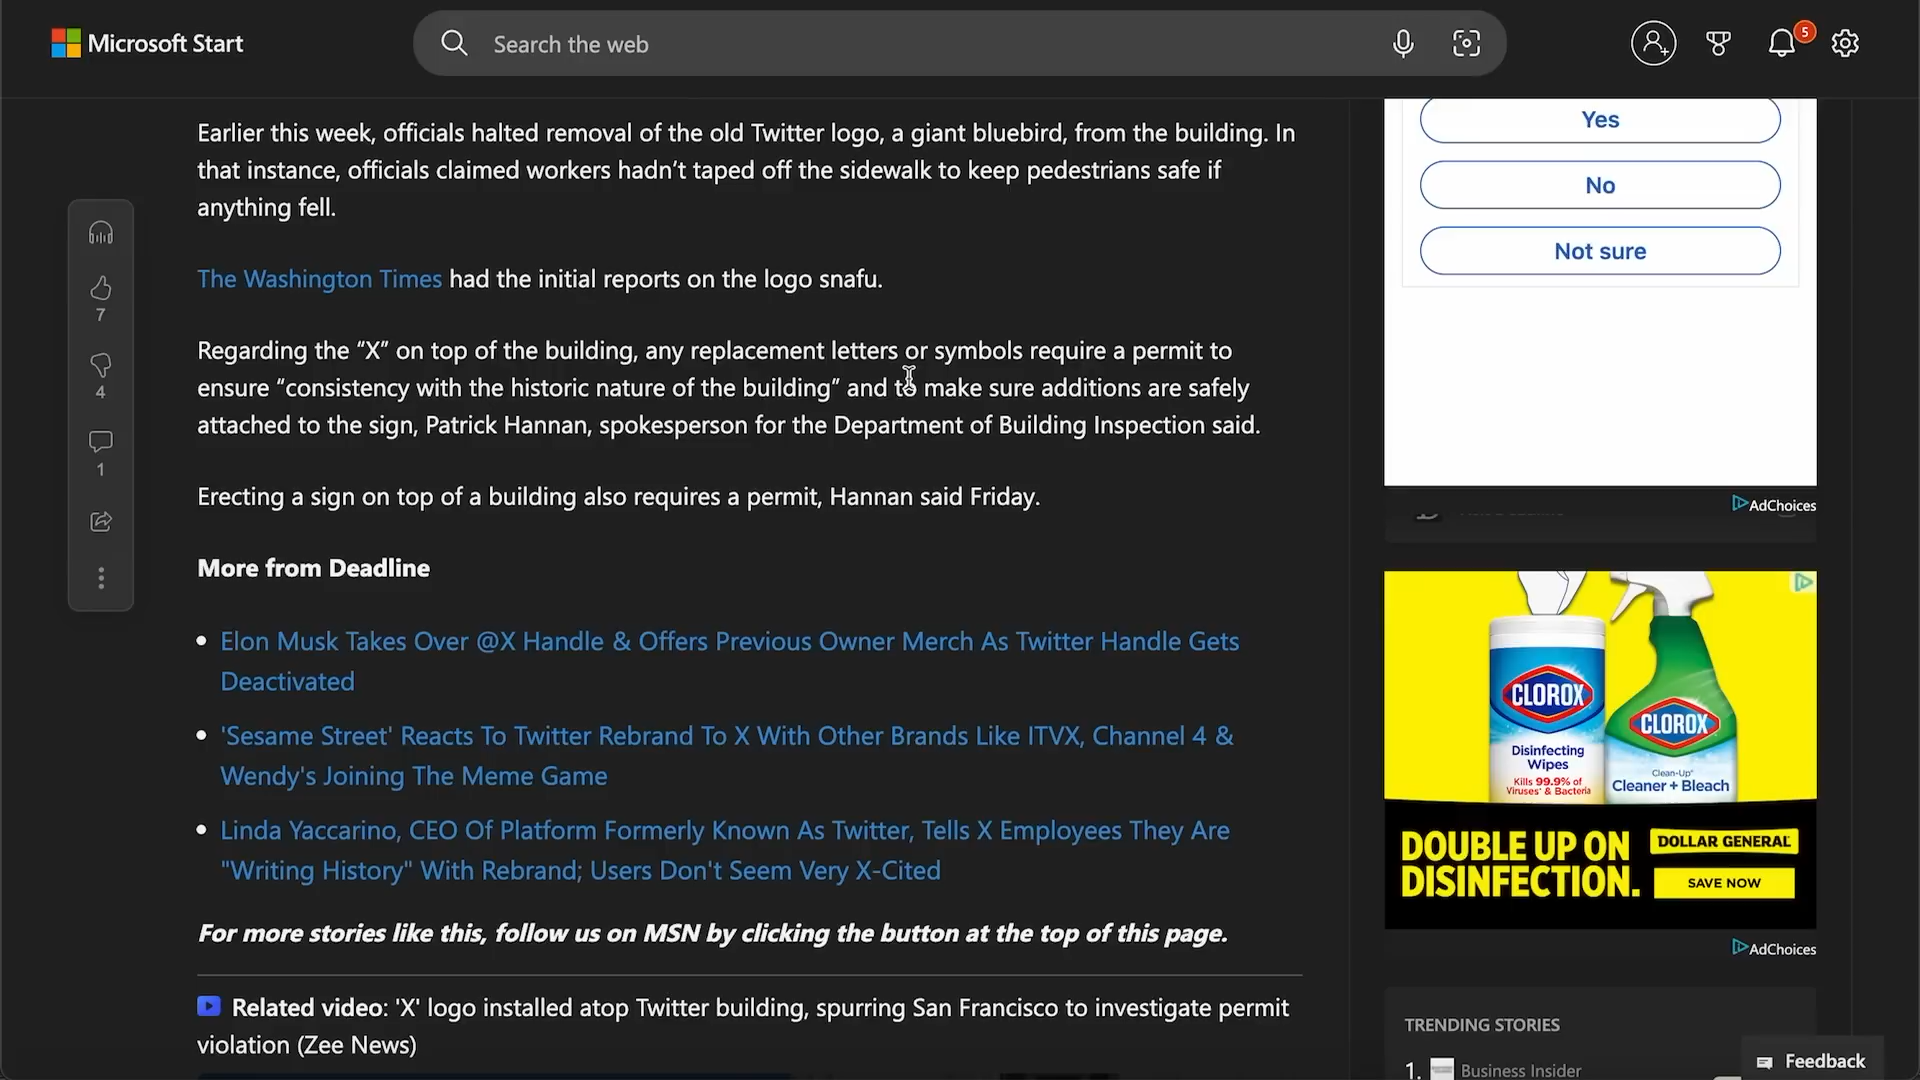 Microsoft Start
Search the web
5
Earlier this week, officials halted removal of the old Twitter logo, a giant bluebird, from the building. In
that instance, officials claimed workers hadn’t taped off the sidewalk to keep pedestrians safe if
anything fell.
The Washington Times had the initial reports on the logo snafu.
Regarding the “X” on top of the building, any replacement letters or symbols require a permit to
ensure “consistency with the historic nature of the building” and to make sure additions are safely
attached to the sign, Patrick Hannan, spokesperson for the Department of Building Inspection said.
Erecting a sign on top of a building also requires a permit, Hannan said Friday.
More from Deadline
Elon Musk Takes Over @X Handle & Offers Previous Owner Merch As Twitter Handle Gets
Deactivated
'Sesame Street' Reacts To Twitter Rebrand To X With Other Brands Like ITVX, Channel 4 &
Wendy's Joining The Meme Game
Linda Yaccarino, CEO Of Platform Formerly Known As Twitter, Tells X Employees They Are
"Writing History" With Rebrand; Users Don't Seem Very X-Cited
For more stories like this, follow us on MSN by clicking the button at the top of this page.
Related video: 'X' logo installed atop Twitter building, spurring San Francisco to investigate permit
violation (Zee News)
7
4
1
Yes
No
Not sure
AdChoices
CLOROX
Disinfecting
Wipes
Kills 99.9% of
Viruses* & Bacteria
CLOROX
Clean-Up®
Cleaner + Bleach
DOUBLE UP ON
DISINFECTION.
DOLLAR GENERAL
SAVE NOW
AdChoices
TRENDING STORIES
1. Business Insider
Feedback